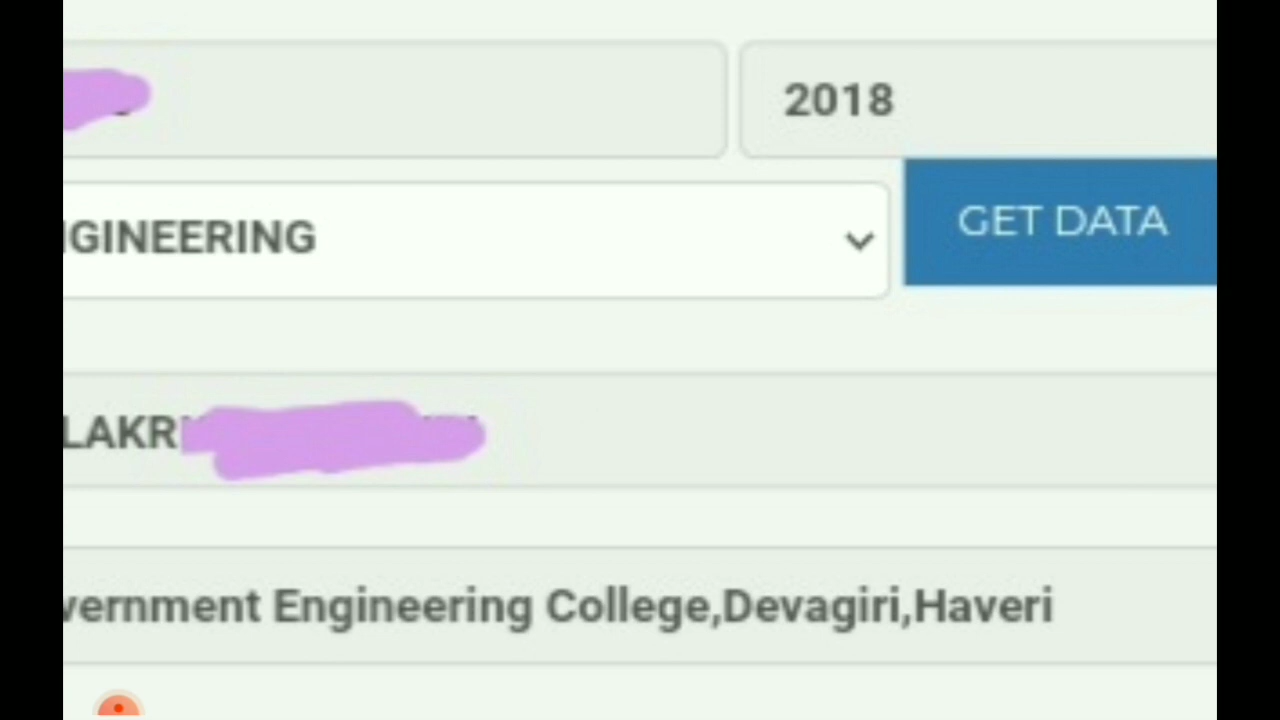 2018
GINEERING
GET DATA
LAKR
vernment Engineering College,Devagiri,Haveri